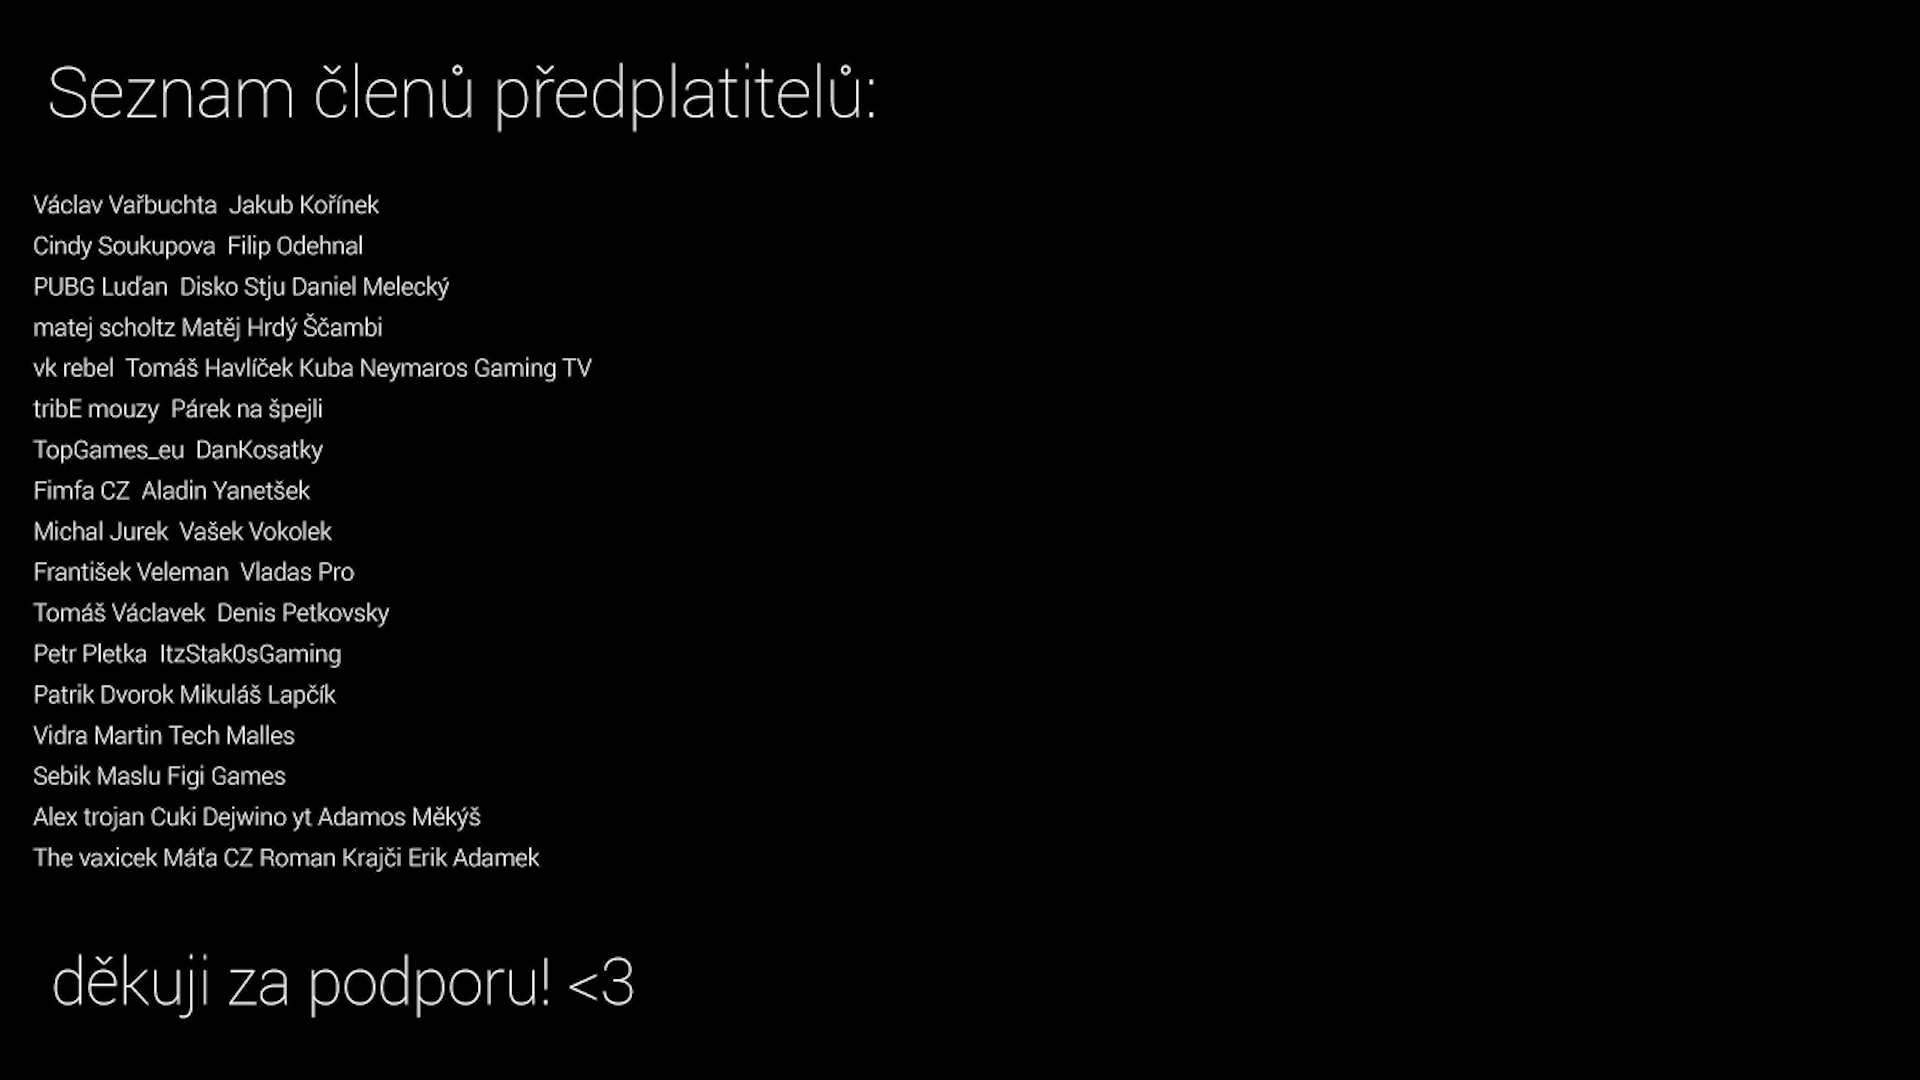 Seznam členů předplatitelů:
Václav Vařbuchta  Jakub Kořínek
Cindy Soukupova  Filip Odehnal
PUBG Luďan  Disko Stju Daniel Melecký
matej scholtz Matěj Hrdý Ščambi
vk rebel  Tomáš Havlíček Kuba Neymaros Gaming TV
tribE mouzy  Párek na špejli
TopGames_eu  DanKosatky
Fimfa CZ  Aladin Yanetšek
Michal Jurek  Vašek Vokolek
František Veleman  Vladas Pro
Tomáš Václavek  Denis Petkovsky
Petr Pletka  ItzStak0sGaming
Patrik Dvorok Mikuláš Lapčík
Vidra Martin Tech Malles
Sebik Maslu Figi Games
Alex trojan Cuki Dejwino yt Adamos Měkýš
The vaxicek Máťa CZ Roman Krajči Erik Adamek
děkuji za podporu! <3